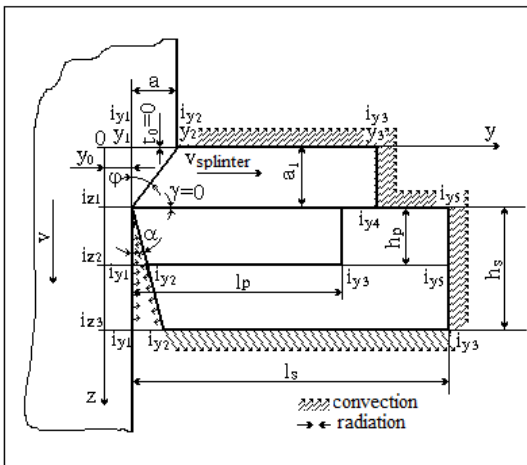 a
iy1 iy2 iy3
y1 τ0=0 y2 y3 y
0
y0
vsplinter
a1
φ
γ=0
iz1
iy4 iy5
v
α
hp
iz2
iy1 iy2 lp iy3 iy5
hs
iz3
iy1 iy2 iy3
ls
z
convection
radiation